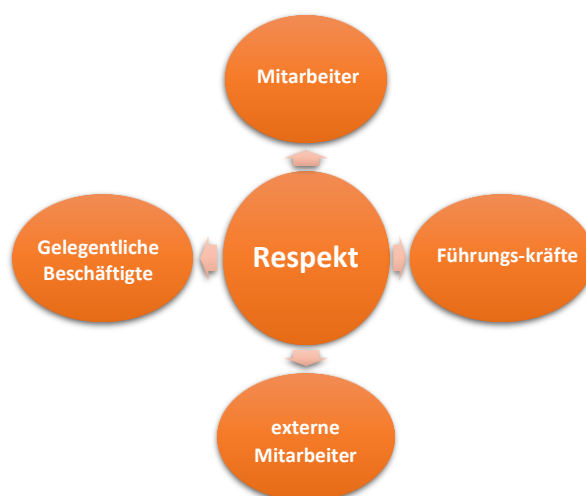 Mitarbeiter
Gelegentliche
Beschäftigte
Respekt
Führungs-kräfte
externe
Mitarbeiter